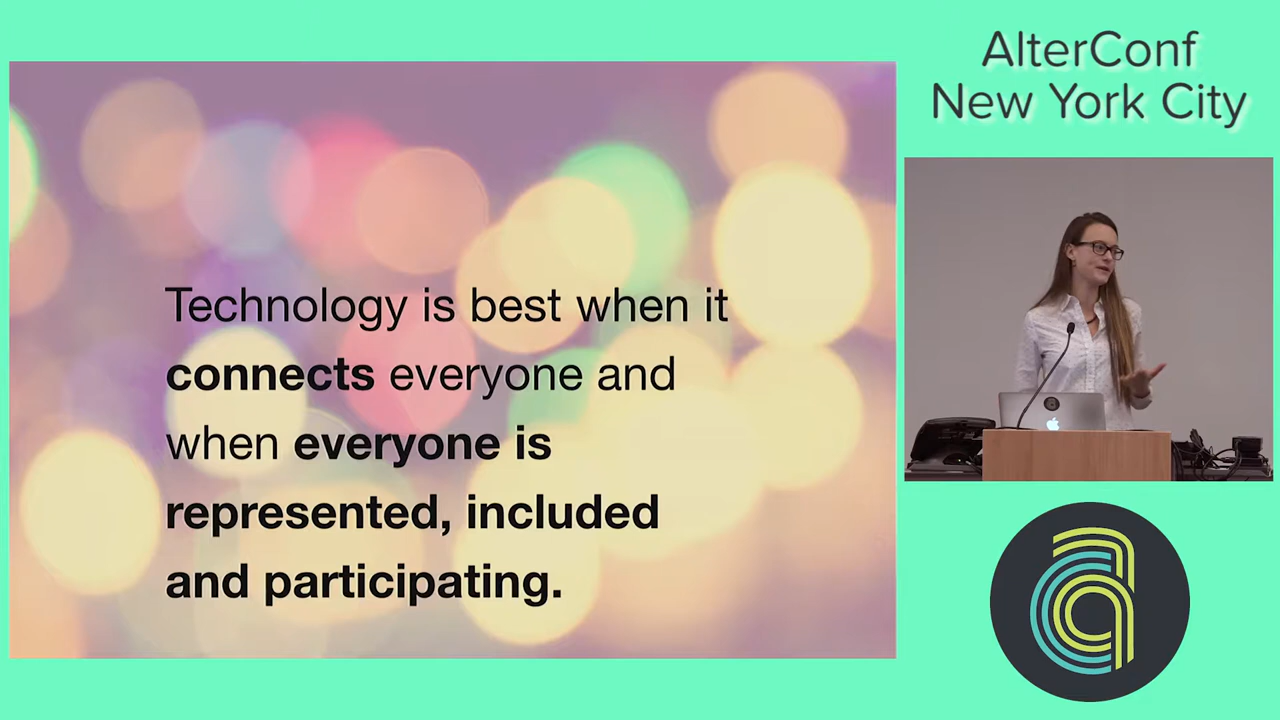 AlterConf
New York City
Technology is best when it
connects everyone and
when everyone is
represented, included
and participating.